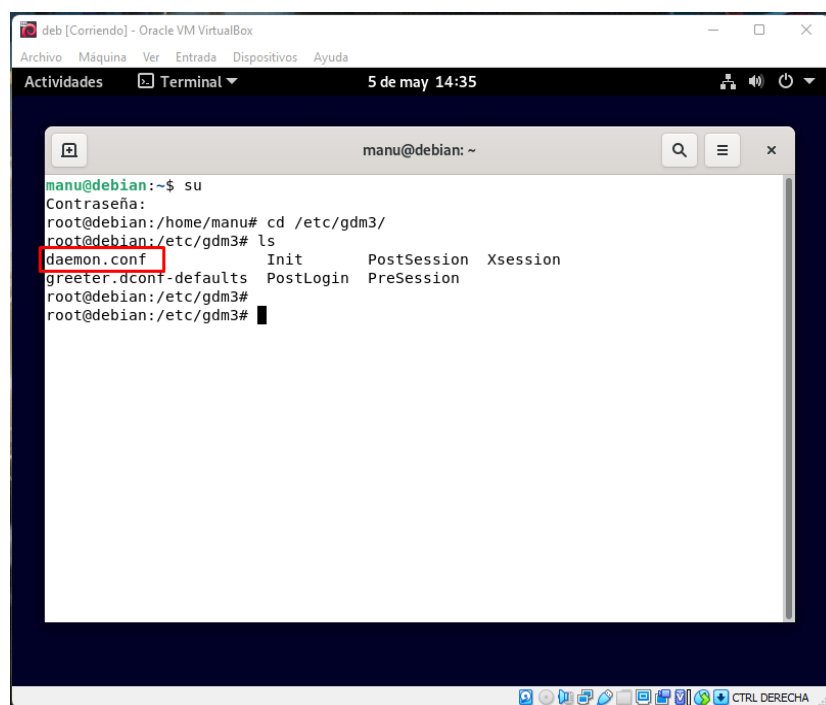 deb [Corriendo] - Oracle VM VirtualBox
Archivo Máquina Ver Entrada Dispositivos Ayuda
Actividades Terminal 5 de may 14:35
manu@debian: ~
manu@debian:~$ su
Contraseña:
root@debian:/home/manu# cd /etc/gdm3/
root@debian:/etc/gdm3# ls
daemon.conf Init PostSession Xsession
greeter.dconf-defaults PostLogin PreSession
root@debian:/etc/gdm3#
root@debian:/etc/gdm3#
CTRL DERECHA